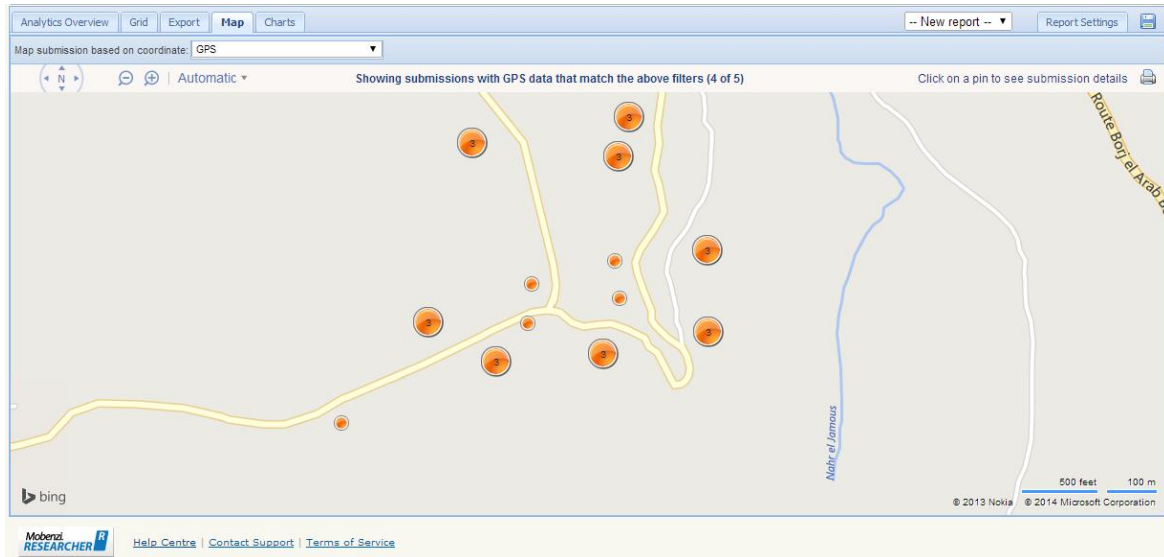 Analytics Overview Grid Export Map Charts -- New report -- Report Settings
Map submission based on coordinate: GPS
N Automatic Showing submissions with GPS data that match the above filters (4 of 5) Click on a pin to see submission details
Route Borj el Arab B
3
3
3
3
3
3
3
3
Nahr el Jamous
500 feet 100 m
bing
© 2013 Nokia © 2014 Microsoft Corporation
Mobenzi RESEARCHER R Help Centre | Contact Support | Terms of Service